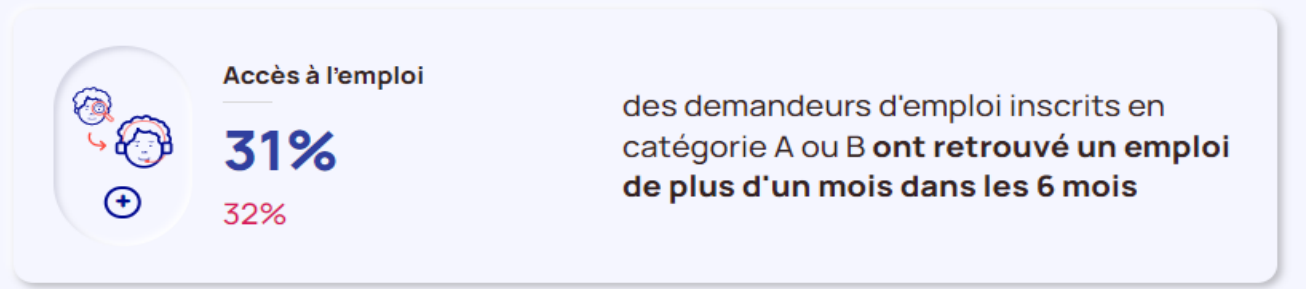 Accès à l'emploi
31%
32%
des demandeurs d'emploi inscrits en
catégorie A ou B ont retrouvé un emploi
de plus d'un mois dans les 6 mois